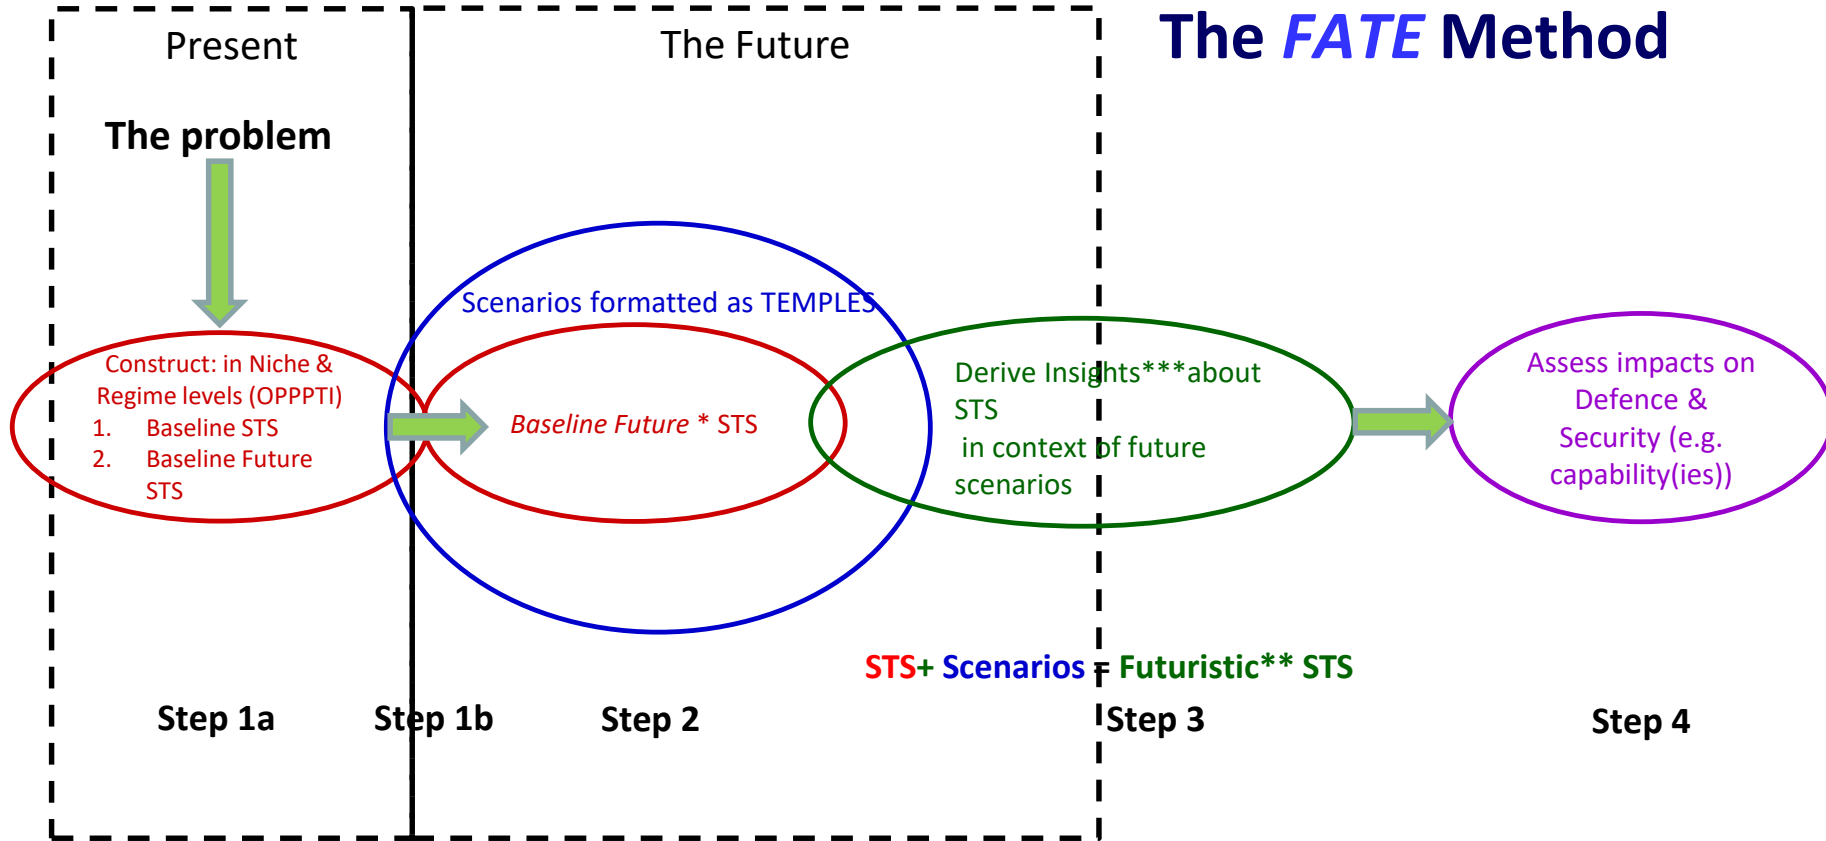 The FATE Method
Present
The Future
The problem
Construct: in Niche &
Regime levels (OPPPTI)
1. Baseline STS
2. Baseline Future
STS
Scenarios formatted as TEMPLES
Baseline Future * STS
Derive Insights***about
STS
in context of future
scenarios
Assess impacts on
Defence &
Security (e.g.
capability(ies))
STS+ Scenarios = Futuristic** STS
Step 1a
Step 1b
Step 2
Step 3
Step 4